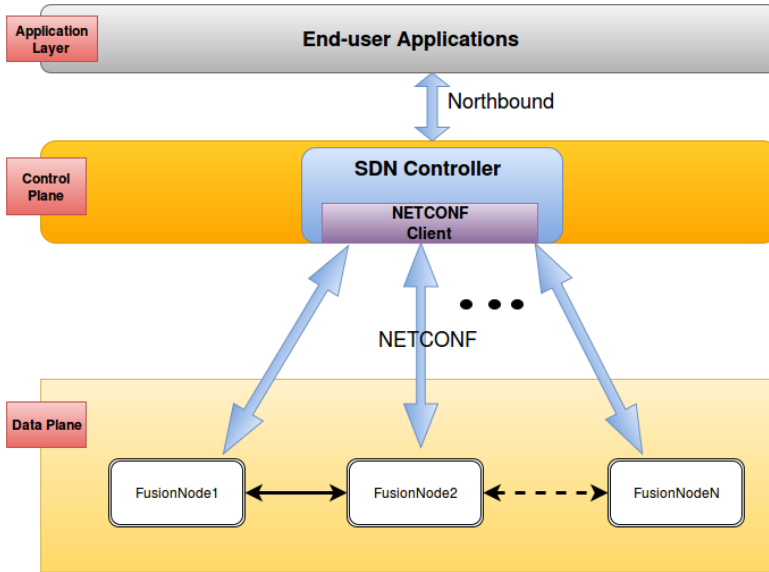 Application
Layer
End-user Applications
Northbound
Control
Plane
SDN Controller
NETCONF
Client
NETCONF
Data Plane
FusionNode1
FusionNode2
FusionNodeN